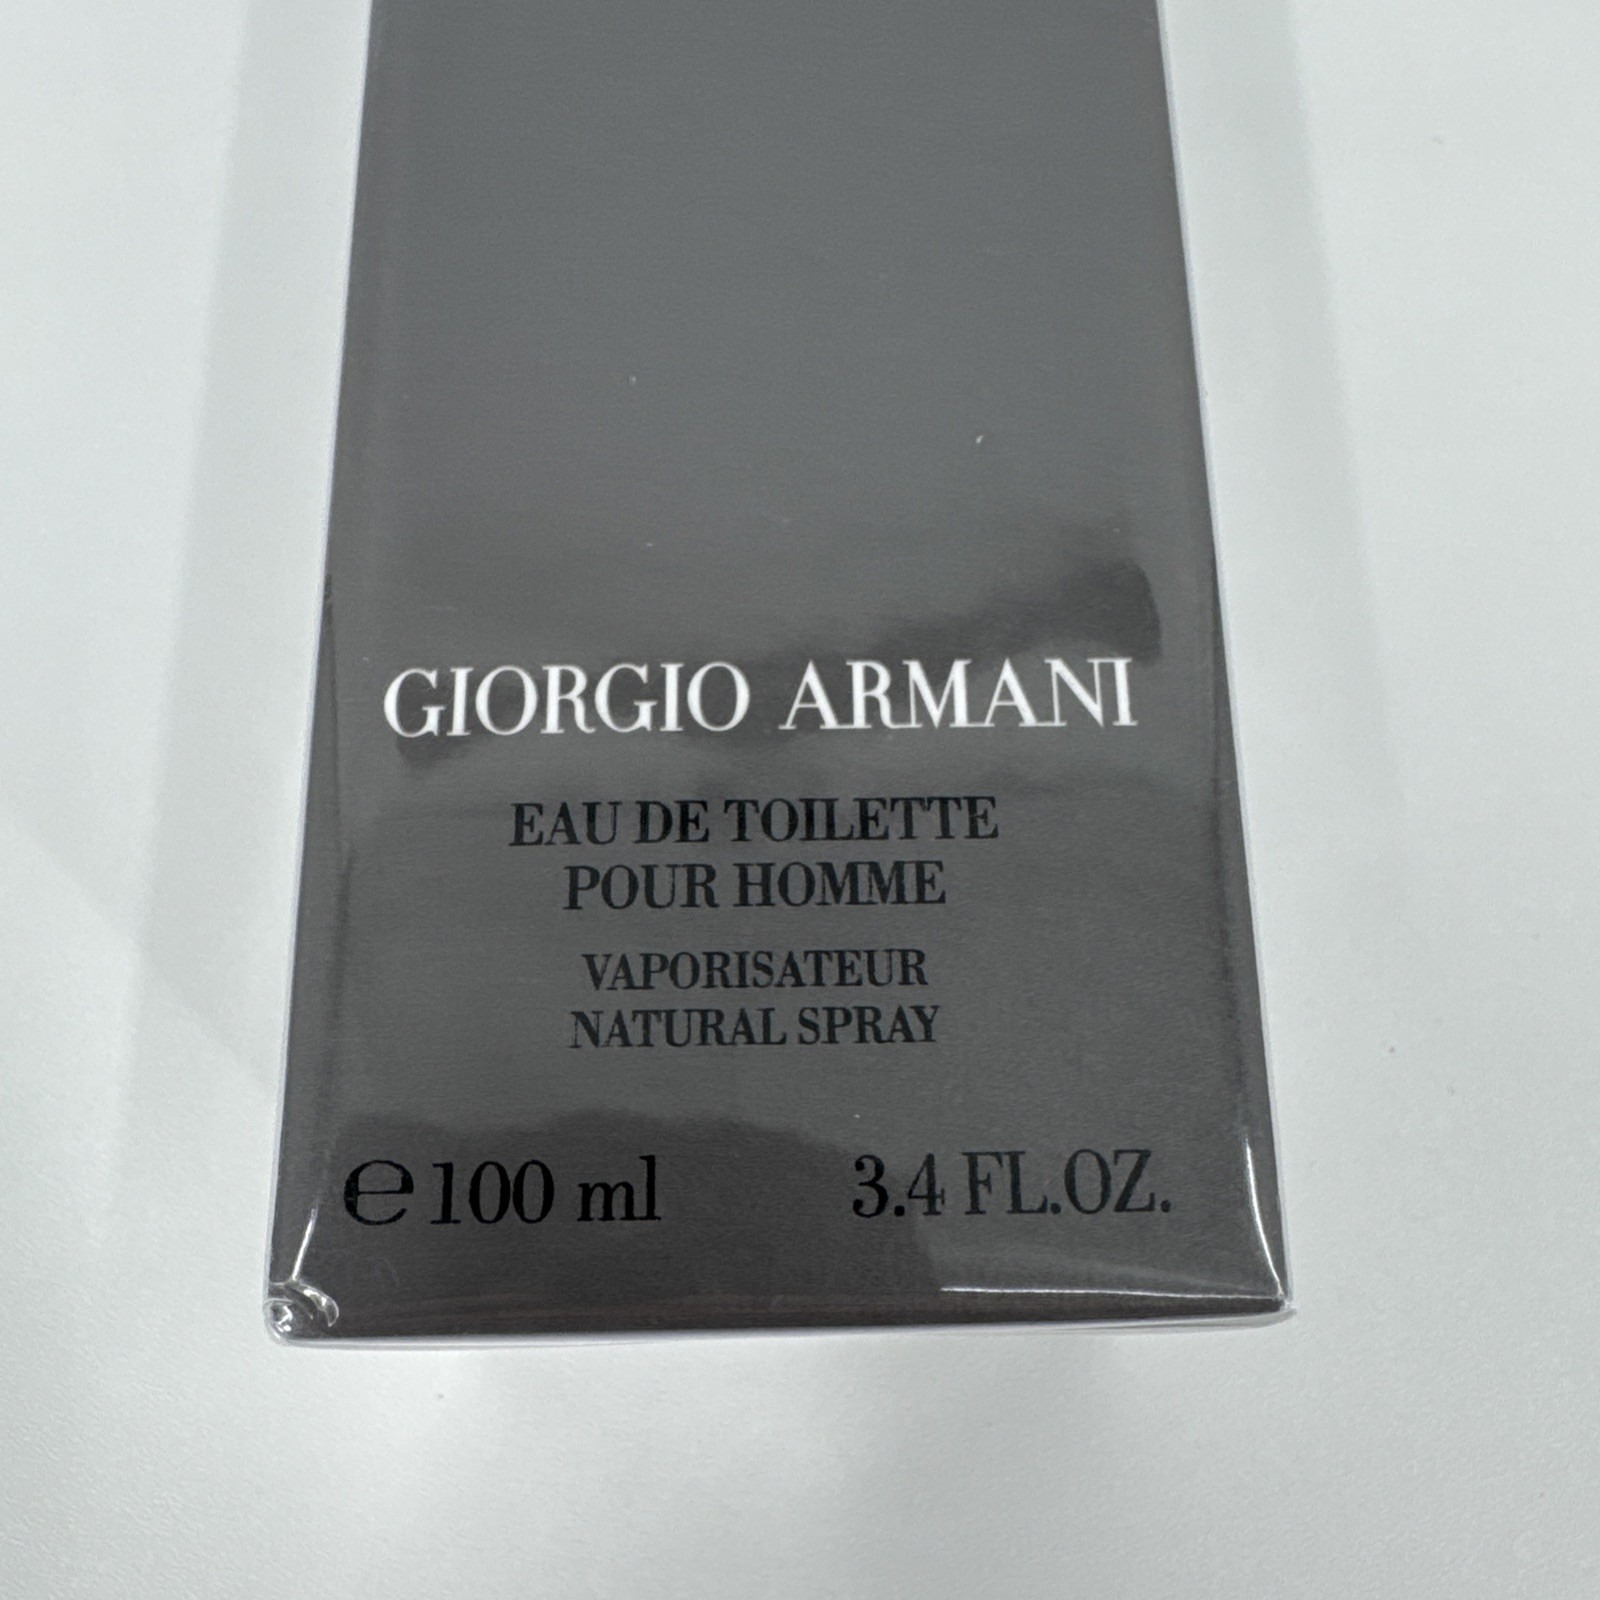 GIORGIO ARMANI
EAU DE TOILETTE
POUR HOMME
VAPORISATEUR
NATURAL SPRAY
℮ 100 ml 3.4 FL.OZ.